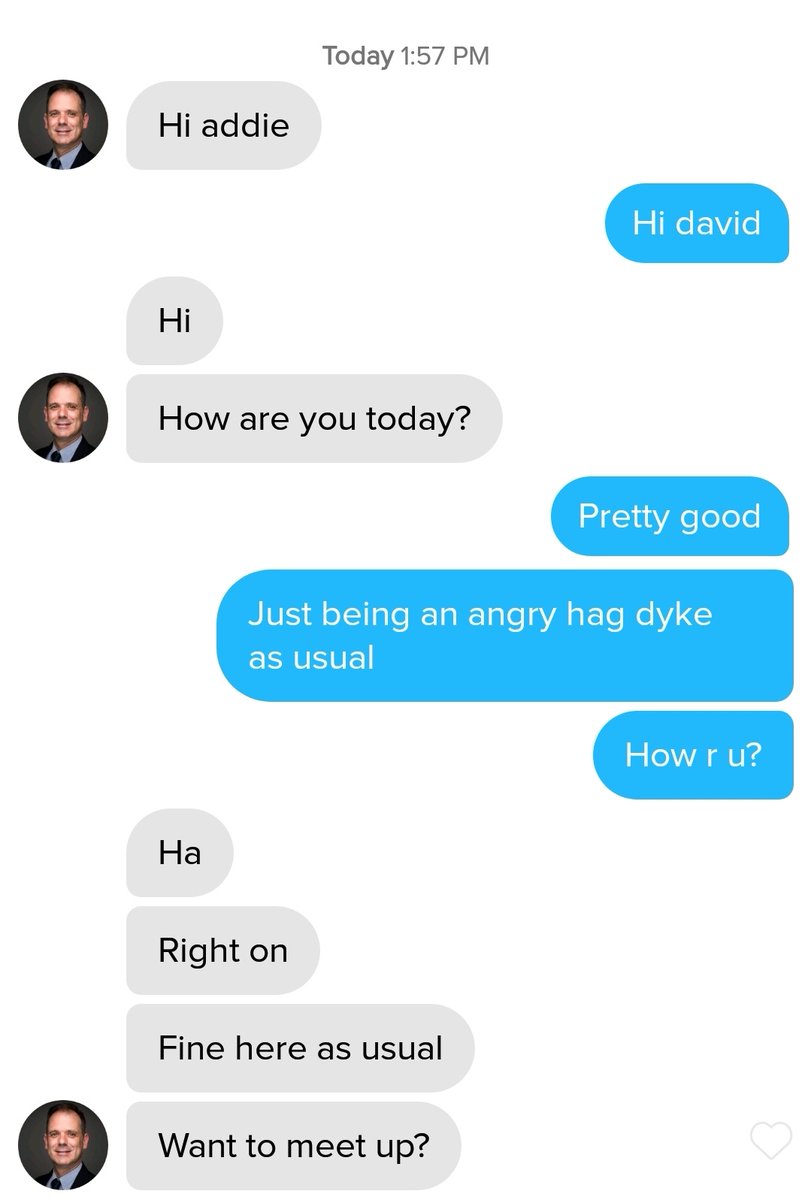 Today 1:57 PM
Hi addie
Hi david
Hi
How are you today?
Pretty good
Just being an angry hag dyke
as usual
How r u?
Ha
Right on
Fine here as usual
Want to meet up?